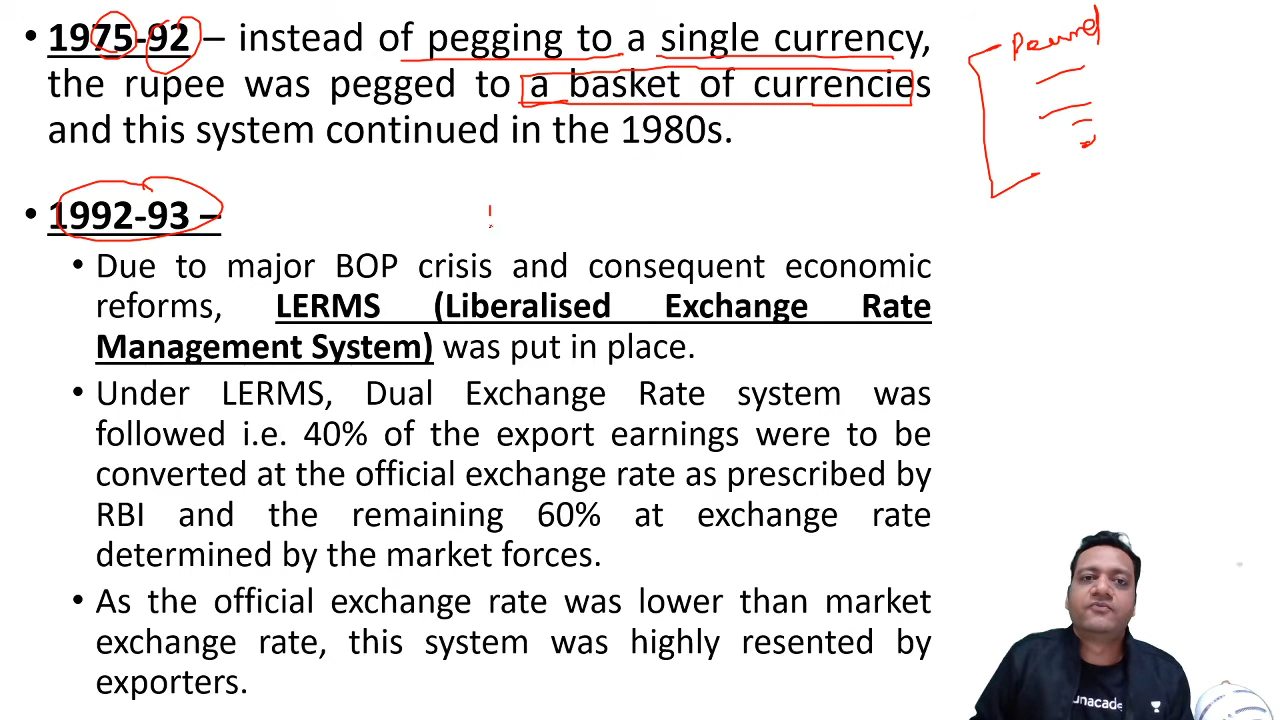 • 1975-92 – instead of pegging to a single currency,
the rupee was pegged to a basket of currencies
and this system continued in the 1980s.
Pound
• 1992-93 –
• Due to major BOP crisis and consequent economic
reforms, LERMS (Liberalised Exchange Rate
Management System) was put in place.
• Under LERMS, Dual Exchange Rate system was
followed i.e. 40% of the export earnings were to be
converted at the official exchange rate as prescribed by
RBI and the remaining 60% at exchange rate
determined by the market forces.
• As the official exchange rate was lower than market
exchange rate, this system was highly resented by
exporters.
unacade